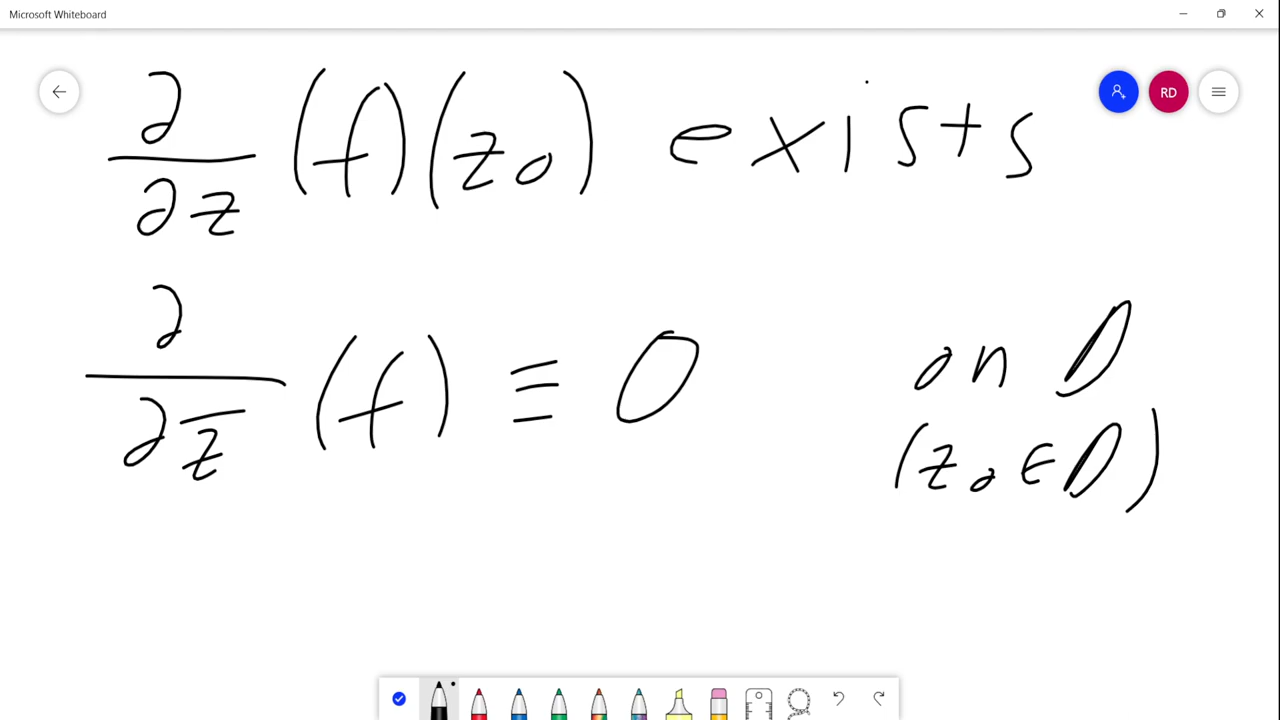 Microsoft Whiteboard
RD
∂/∂z (f)(z₀) exists
∂/∂z̅ (f) ≡ 0 on D
(z₀ ∈ D)